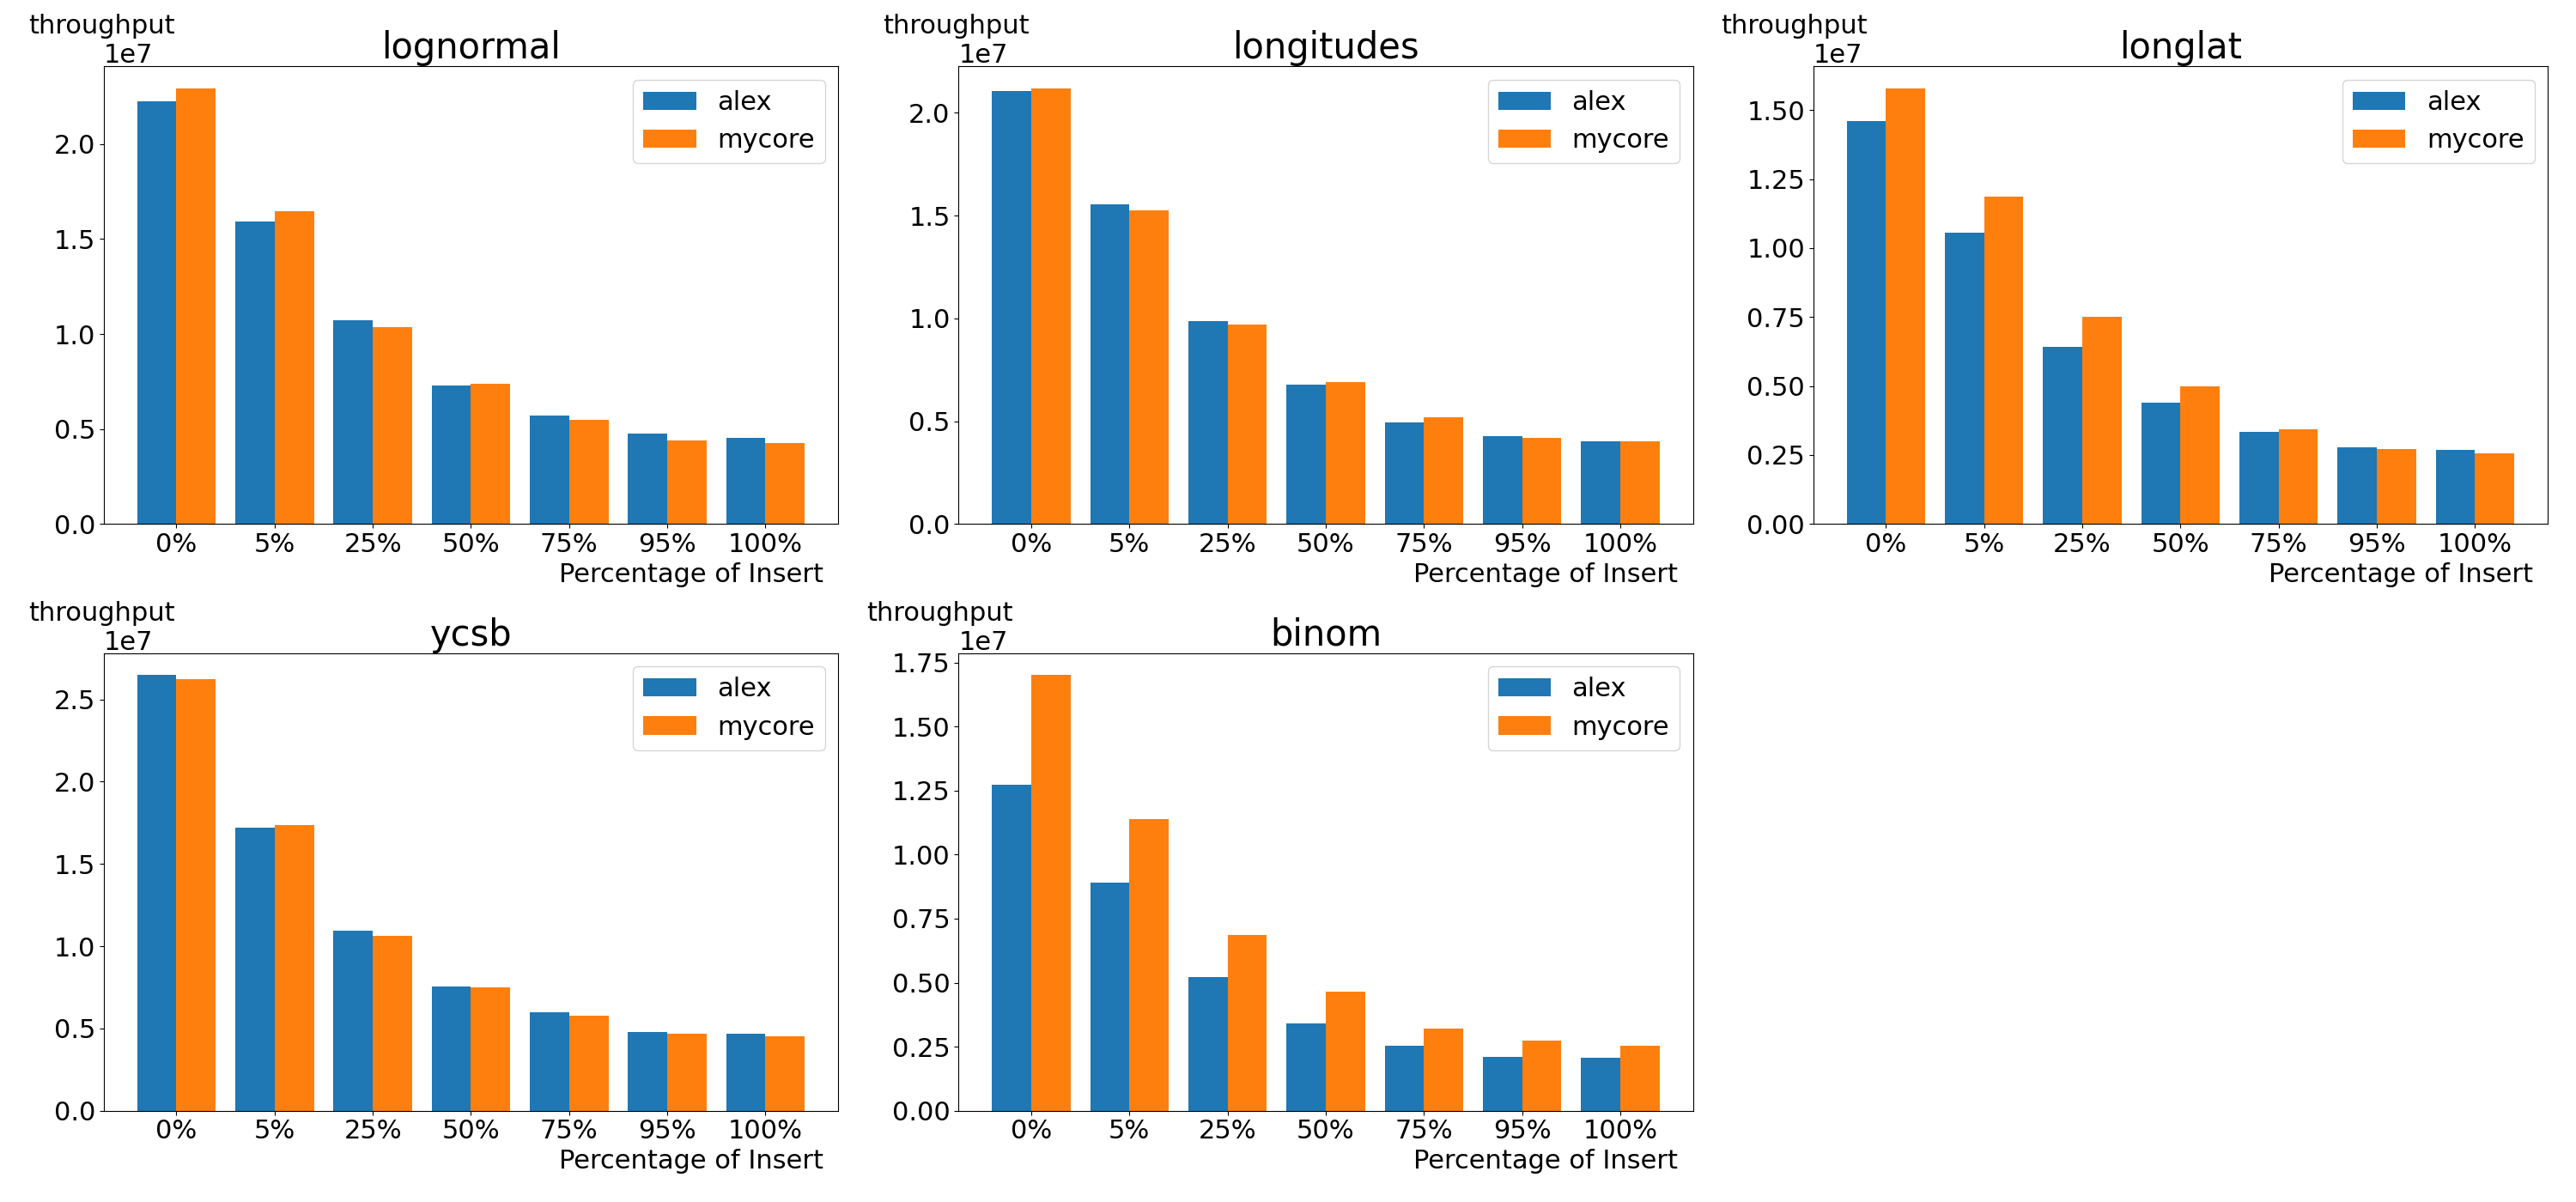 throughput
1e7
lognormal
alex
mycore
2.0
1.5
1.0
0.5
0.0
0% 5% 25% 50% 75% 95% 100%
Percentage of Insert
throughput
1e7
longitudes
alex
mycore
2.0
1.5
1.0
0.5
0.0
0% 5% 25% 50% 75% 95% 100%
Percentage of Insert
throughput
1e7
longlat
alex
mycore
1.50
1.25
1.00
0.75
0.50
0.25
0.00
0% 5% 25% 50% 75% 95% 100%
Percentage of Insert
throughput
1e7
ycsb
alex
mycore
2.5
2.0
1.5
1.0
0.5
0.0
0% 5% 25% 50% 75% 95% 100%
Percentage of Insert
throughput
1e7
binom
alex
mycore
1.75
1.50
1.25
1.00
0.75
0.50
0.25
0.00
0% 5% 25% 50% 75% 95% 100%
Percentage of Insert